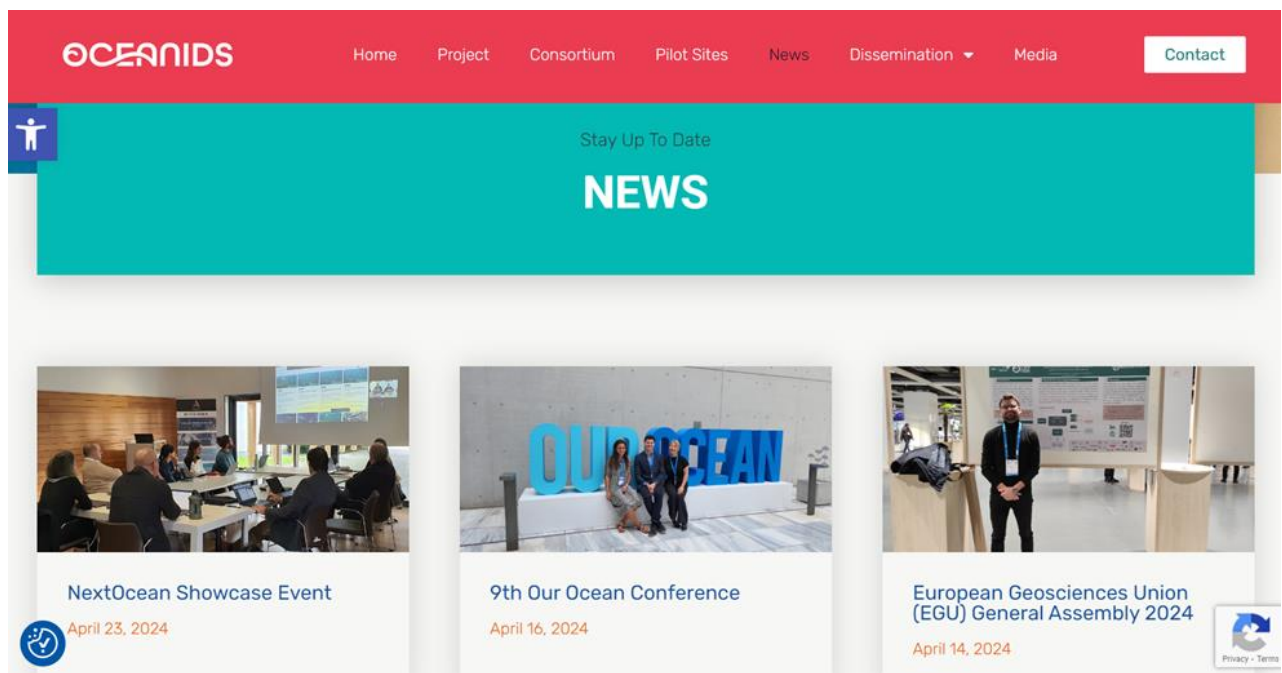 OCEANIDS
Home Project Consortium Pilot Sites News Dissemination Media Contact
Stay Up To Date
NEWS
OUR OCEAN
NextOcean Showcase Event
April 23, 2024
9th Our Ocean Conference
April 16, 2024
European Geosciences Union
(EGU) General Assembly 2024
April 14, 2024
Privacy - Terms